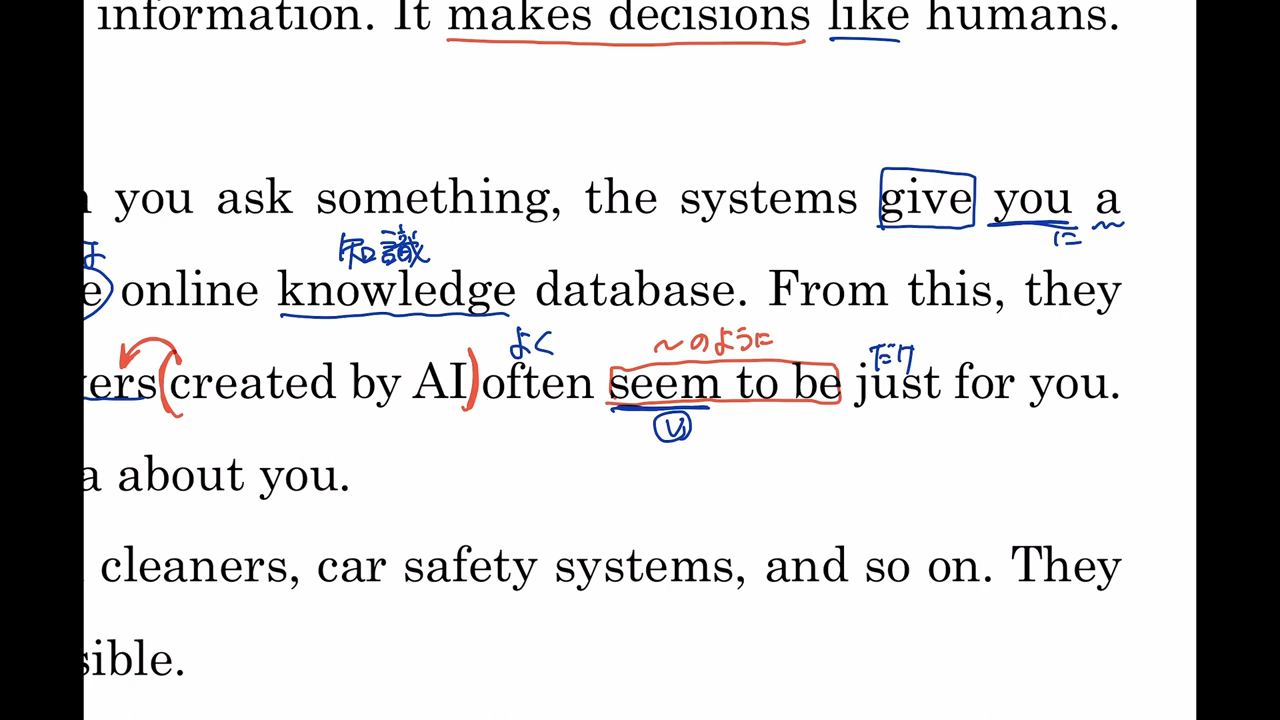 information. It makes decisions like humans.
you ask something, the systems give you a
に
知識
online knowledge database. From this, they
よく 〜のように だけ
created by AI) often seem to be just for you.
V
about you.
cleaners, car safety systems, and so on. They